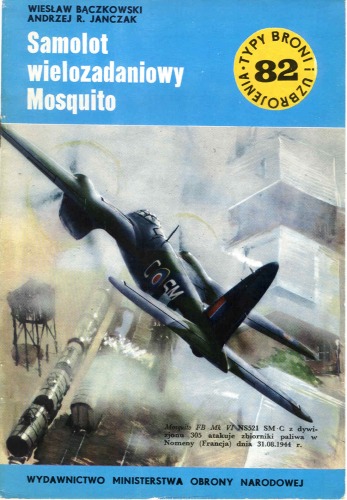 WIESŁAW BĄCZKOWSKI
ANDRZEJ R. JANCZAK
Samolot
wielozadaniowy
Mosquito
TYPY BRONI i UZBROJENIA
82
C SM
Mosquito FB Mk VI NS521 SM-C z dywi-
zjonu 305 atakuje zbiorniki paliwa w
Nomeny (Francja) dnia 31.08.1944 r.
WYDAWNICTWO MINISTERSTWA OBRONY NARODOWEJ